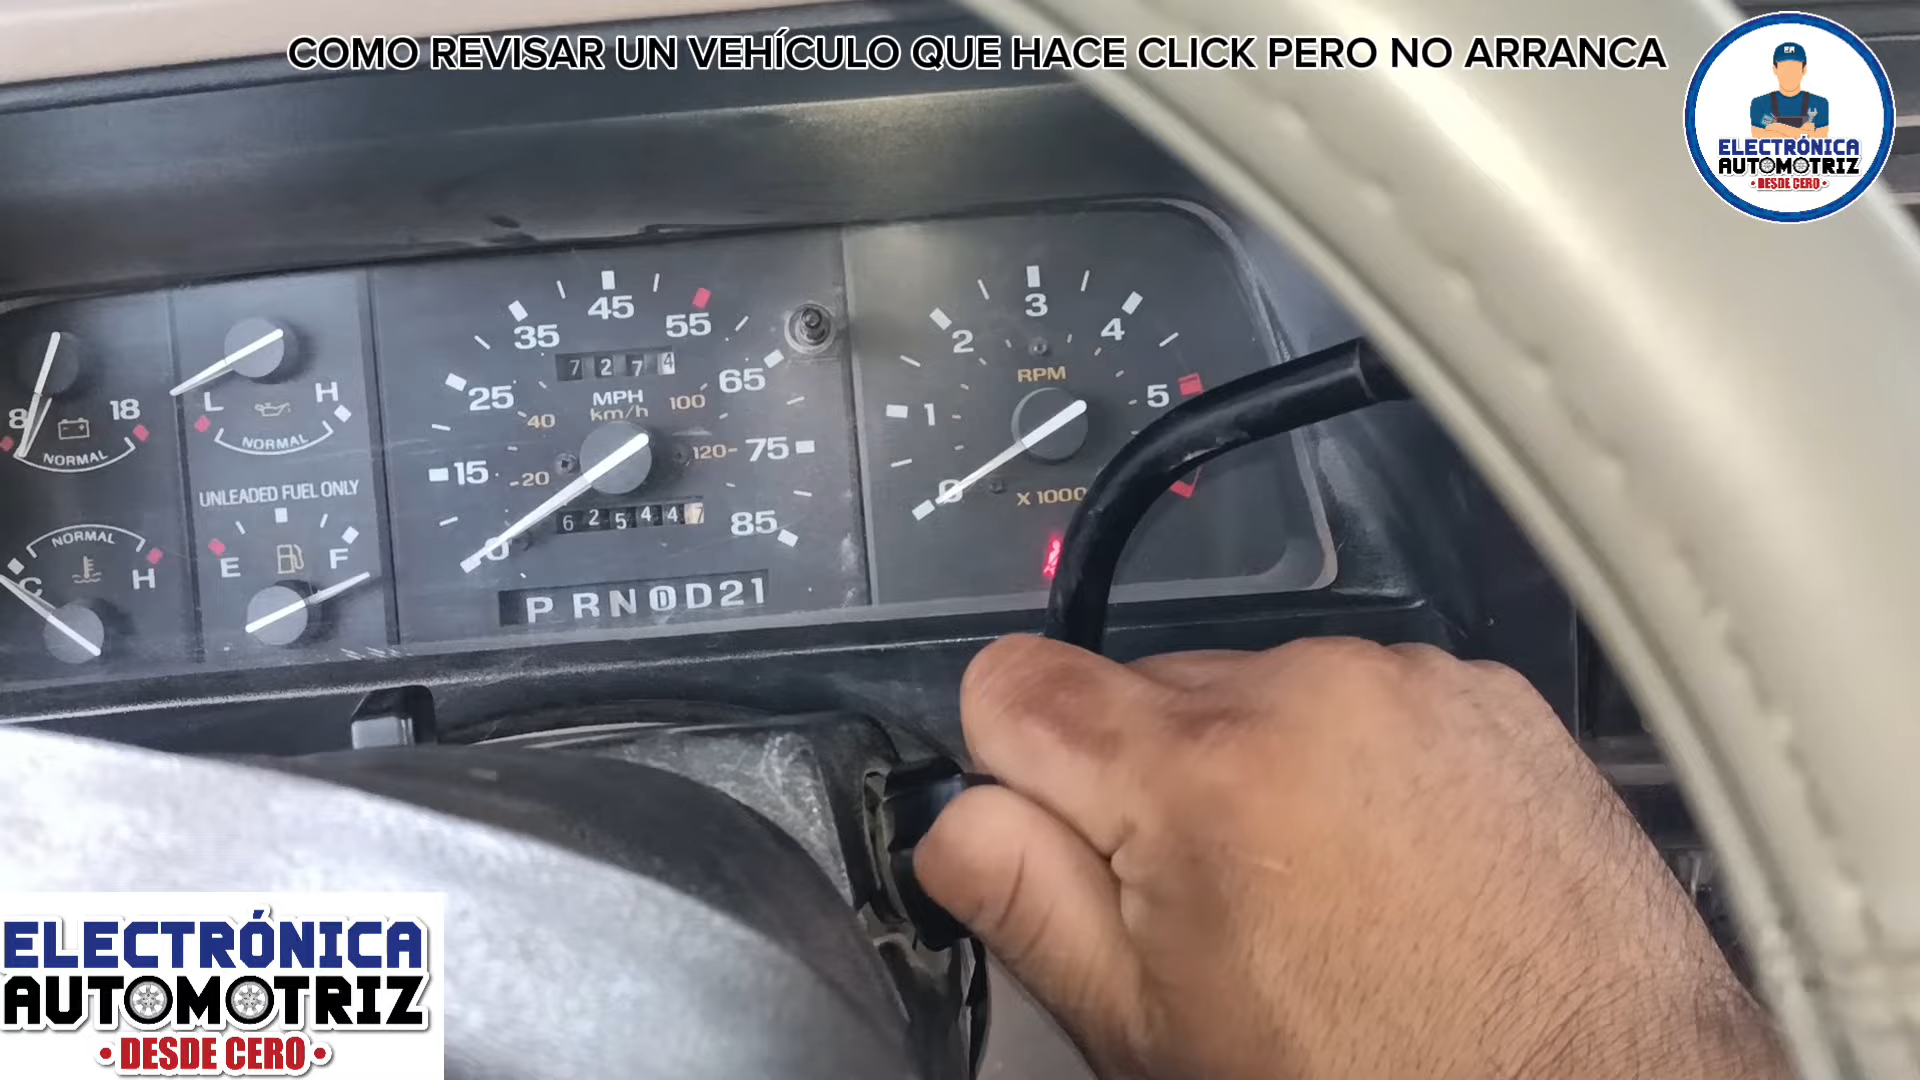 COMO REVISAR UN VEHÍCULO QUE HACE CLICK PERO NO ARRANCA
ELECTRÓNICA
AUTOMOTRIZ
• DESDE CERO •
8 18
NORMAL
L H
NORMAL
UNLEADED FUEL ONLY
E F
NORMAL
C H
0 15 25 35 45 55 65 75 85
7 2 7 4
MPH
km/h
20 40 100 120
6 2 5 4 4 7
P R N D D 2 1
0 1 2 3 4 5
RPM
X 1000
ELECTRÓNICA
AUTOMOTRIZ
• DESDE CERO •